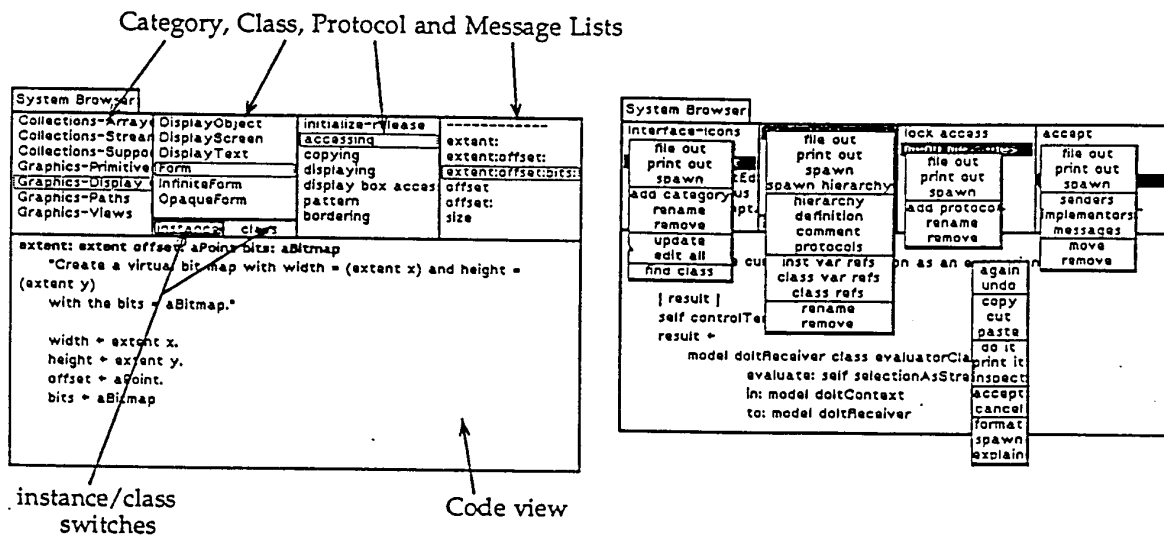 Category, Class, Protocol and Message Lists
System Browser
Collections-Array
Collections-Stream
Collections-Suppo
Graphics-Primitive
Graphics-Display
Graphics-Paths
Graphics-Views
DisplayObject
DisplayScreen
DisplayText
Form
InfiniteForm
OpaqueForm
instance class
initialize-release
accessing
copying
displaying
display box access
pattern
bordering
extent:
extent:offset:
extent:offset:bits:
offset
offset:
size
extent: extent offset: aPoint bits: aBitmap
"Create a virtual bit map with width = (extent x) and height =
(extent y)
with the bits = aBitmap."
width ← extent x.
height ← extent y.
offset ← aPoint.
bits ← aBitmap
instance/class
switches
Code view
System Browser
Interface-Icons
file out
print out
spawn
add category
rename
remove
update
edit all
find class
file out
print out
spawn
spawn hierarchy
hierarchy
definition
comment
protocols
inst var refs
class var refs
class refs
rename
remove
lock access
file out
print out
spawn
add protocol
rename
remove
accept
file out
print out
spawn
senders
implementors
messages
move
remove
again
undo
copy
cut
paste
do it
print it
inspect
accept
cancel
format
spawn
explain
| result |
self controlTe
result ←
model doItReceiver class evaluatorCla
evaluate: self selectionAsStre
in: model doItContext
to: model doItReceiver